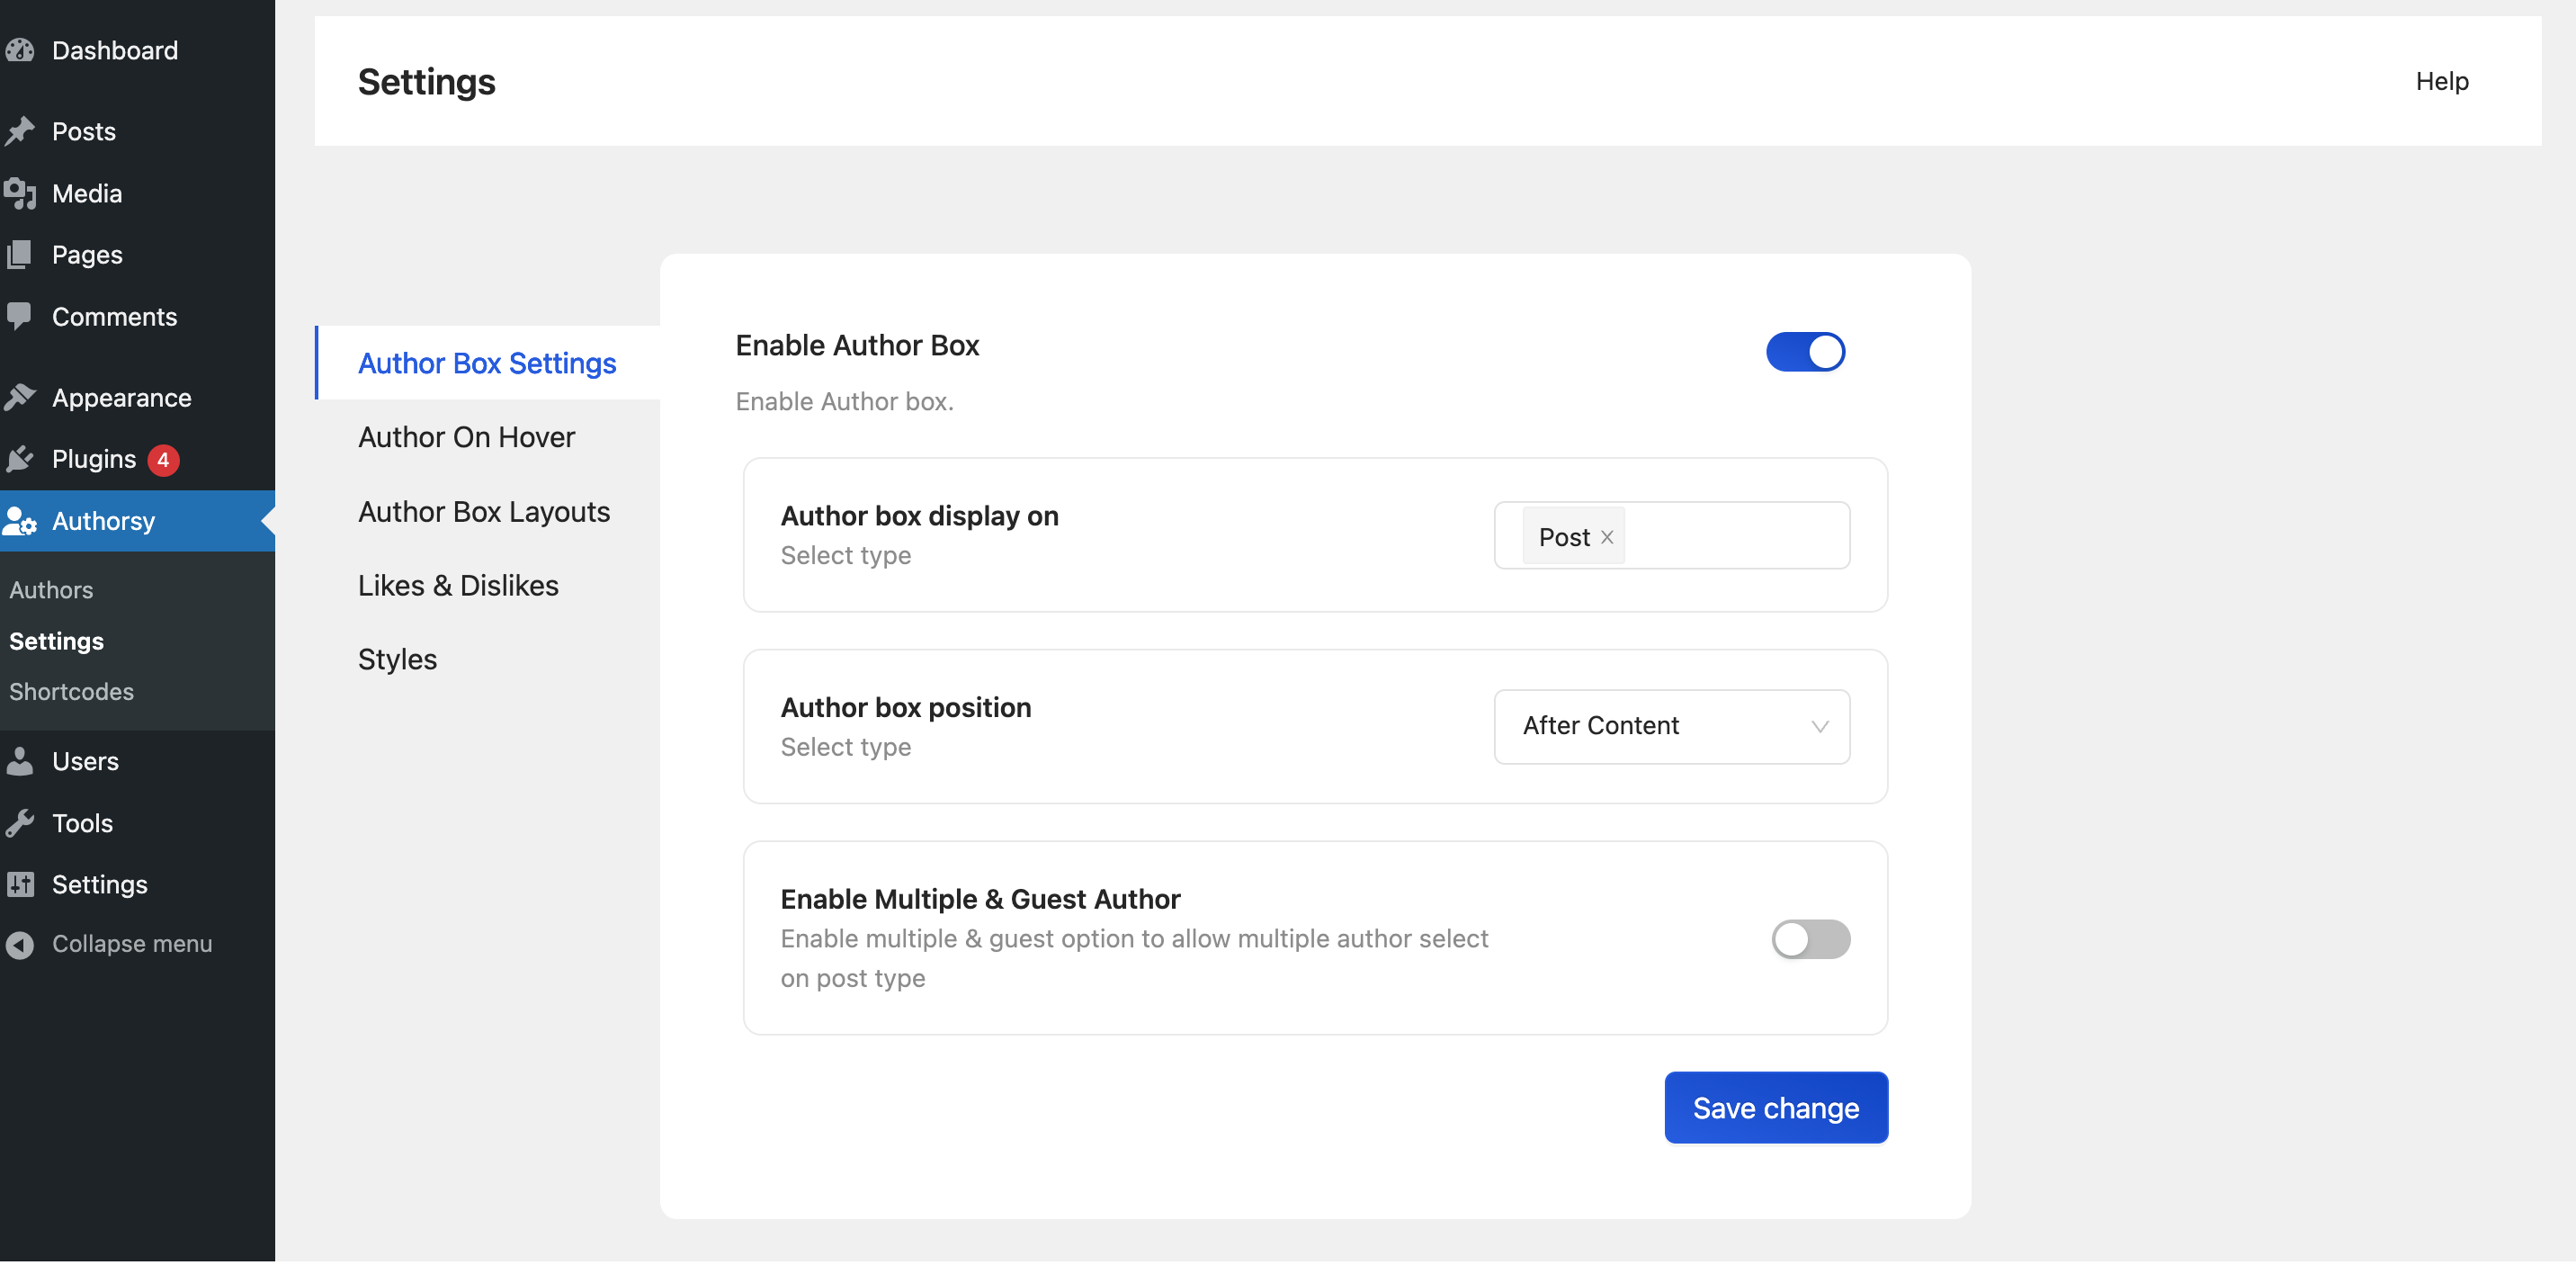 Dashboard
Posts
Media
Pages
Comments
Appearance
Plugins 4
Authorsy
Authors
Settings
Shortcodes
Users
Tools
Settings
Collapse menu
Settings
Help
Author Box Settings
Author On Hover
Author Box Layouts
Likes & Dislikes
Styles
Enable Author Box
Enable Author box.
Author box display on
Select type
Post
Author box position
Select type
After Content
Enable Multiple & Guest Author
Enable multiple & guest option to allow multiple author select
on post type
Save change